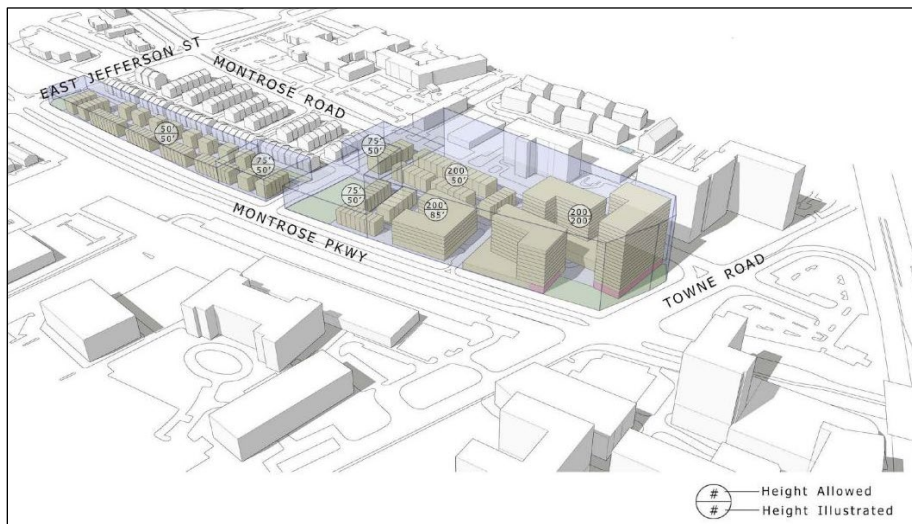 EAST JEFFERSON ST
MONTROSE ROAD
50'
50'
75'
50'
75'
50'
200'
50'
75'
50'
200'
85'
200'
200'
MONTROSE PKWY
TOWNE ROAD
# Height Allowed
# Height Illustrated